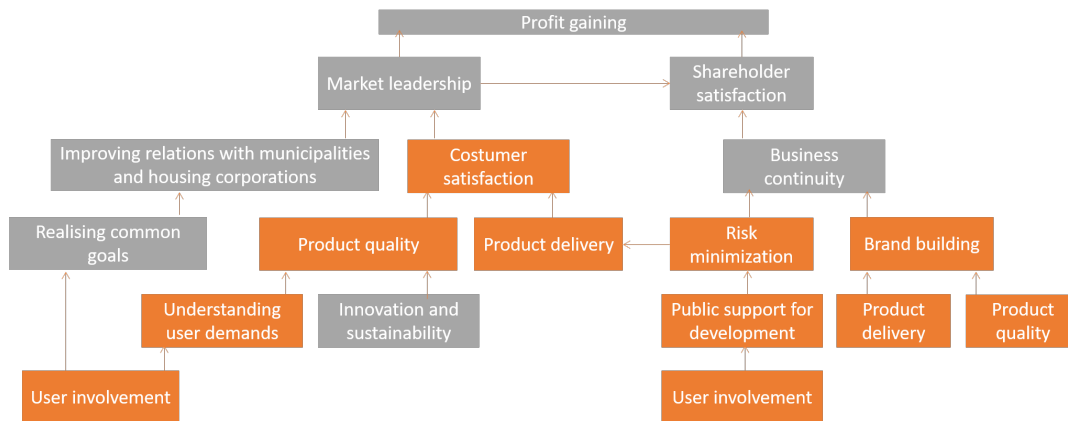 Profit gaining
Market leadership
Shareholder
satisfaction
Improving relations with municipalities
and housing corporations
Costumer
satisfaction
Business
continuity
Realising common
goals
Product quality
Product delivery
Risk
minimization
Brand building
Understanding
user demands
Innovation and
sustainability
Public support for
development
Product
delivery
Product
quality
User involvement
User involvement